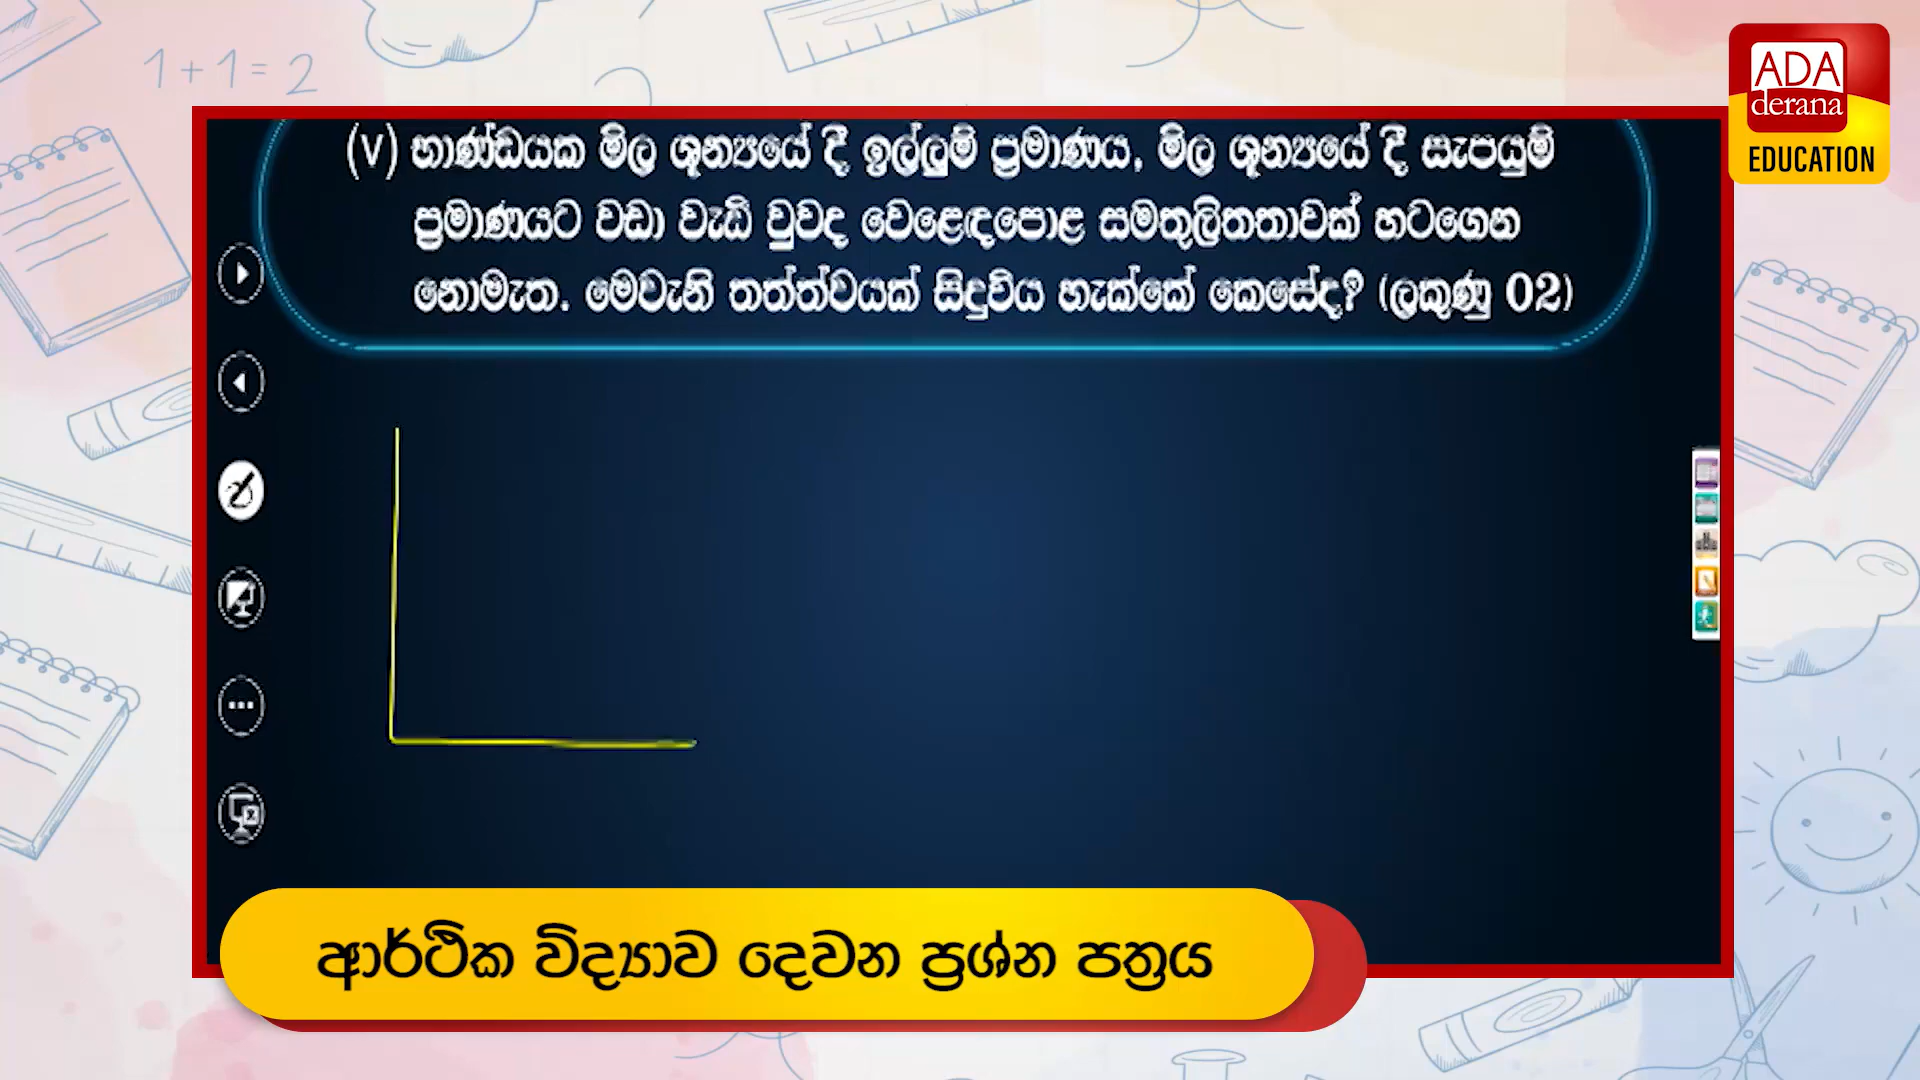 1+1=2
ADA
derana
EDUCATION
(v) භාණ්ඩයක මිල ශුන්‍යයේ දී ඉල්ලුම් ප්‍රමාණය, මිල ශුන්‍යයේ දී සැපයුම්
ප්‍රමාණයට වඩා වැඩි වුවද වෙළෙඳපොළ සමතුලිතතාවක් හටගෙන
නොමැත. මෙවැනි තත්ත්වයක් සිදුවිය හැක්කේ කෙසේද? (ලකුණු 02)
ආර්ථික විද්‍යාව දෙවන ප්‍රශ්න පත්‍රය